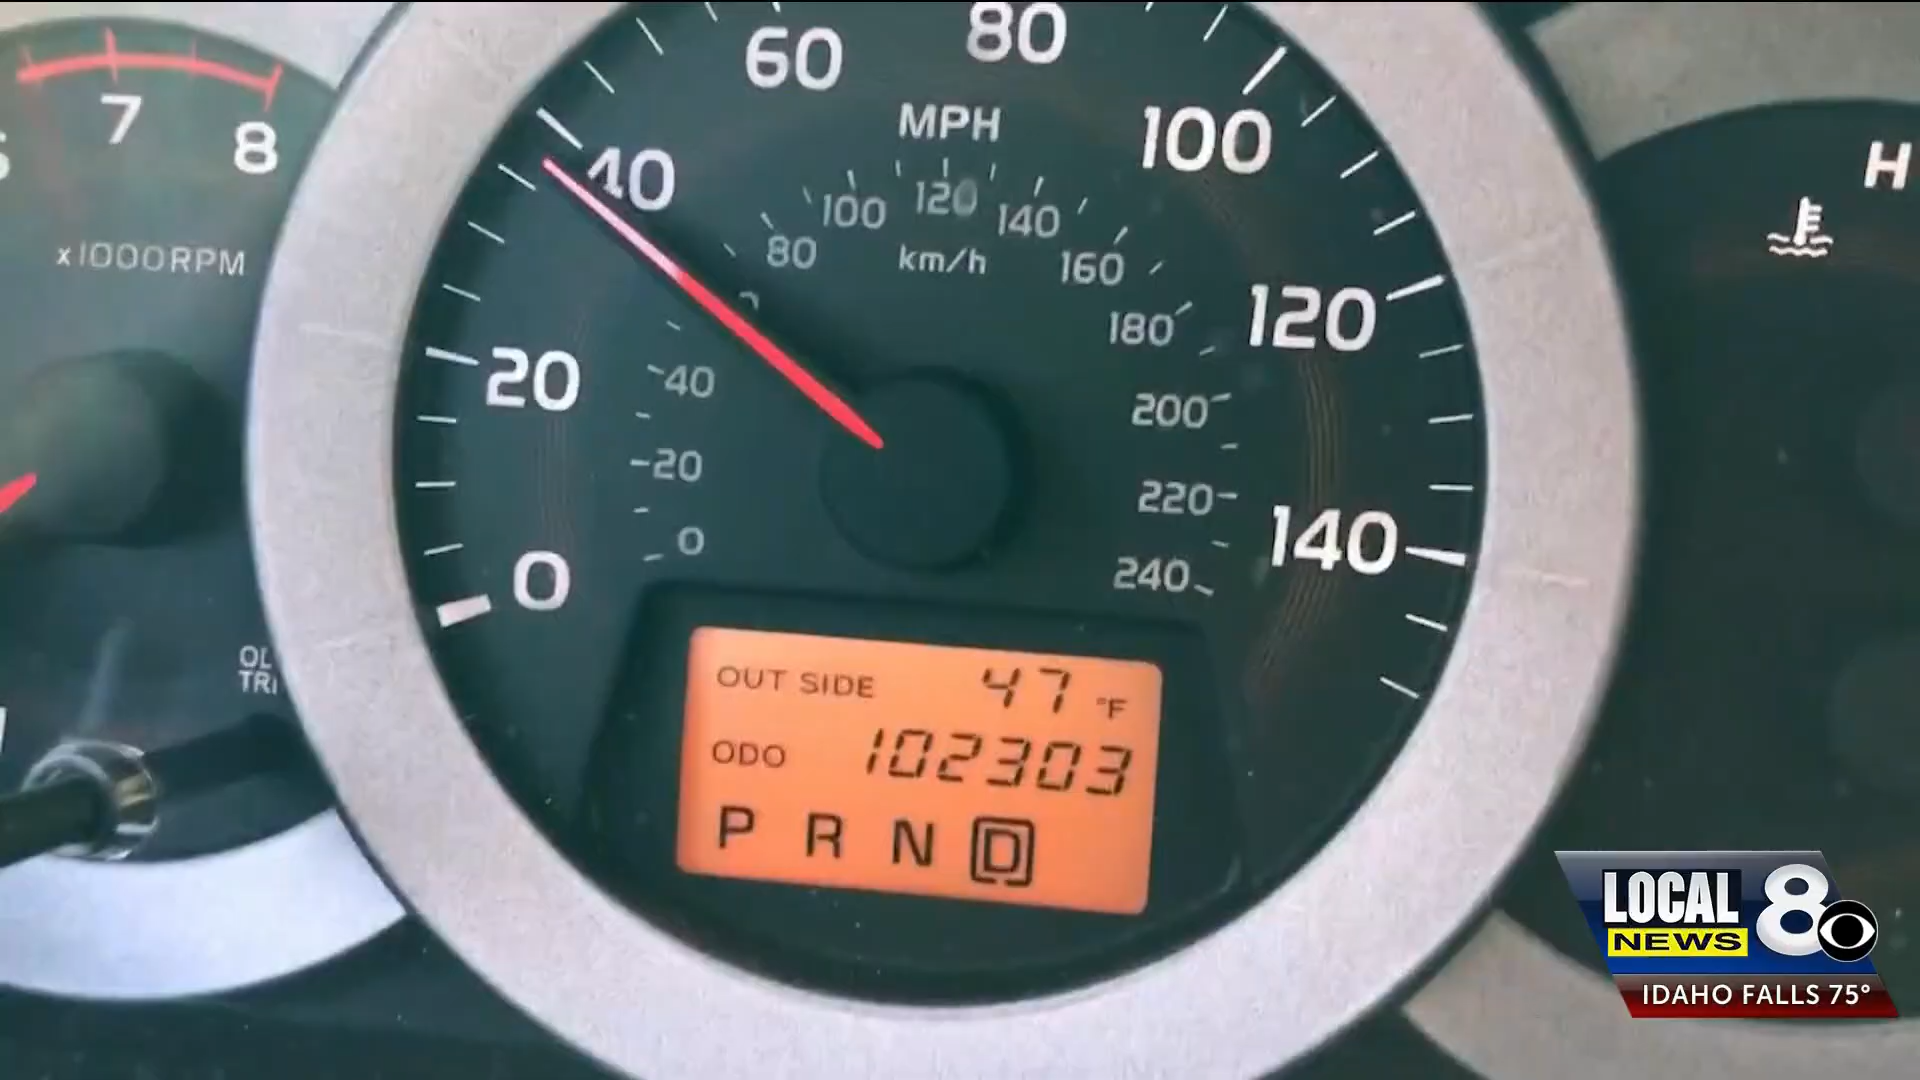 7
8
x1000RPM
0
20
40
60
80
100
120
140
MPH
0
20
40
80
100
120
140
160
180
200
220
240
km/h
H
OUT SIDE 47 °F
ODO 102303
P R N D
LOCAL 8
NEWS
IDAHO FALLS 75°